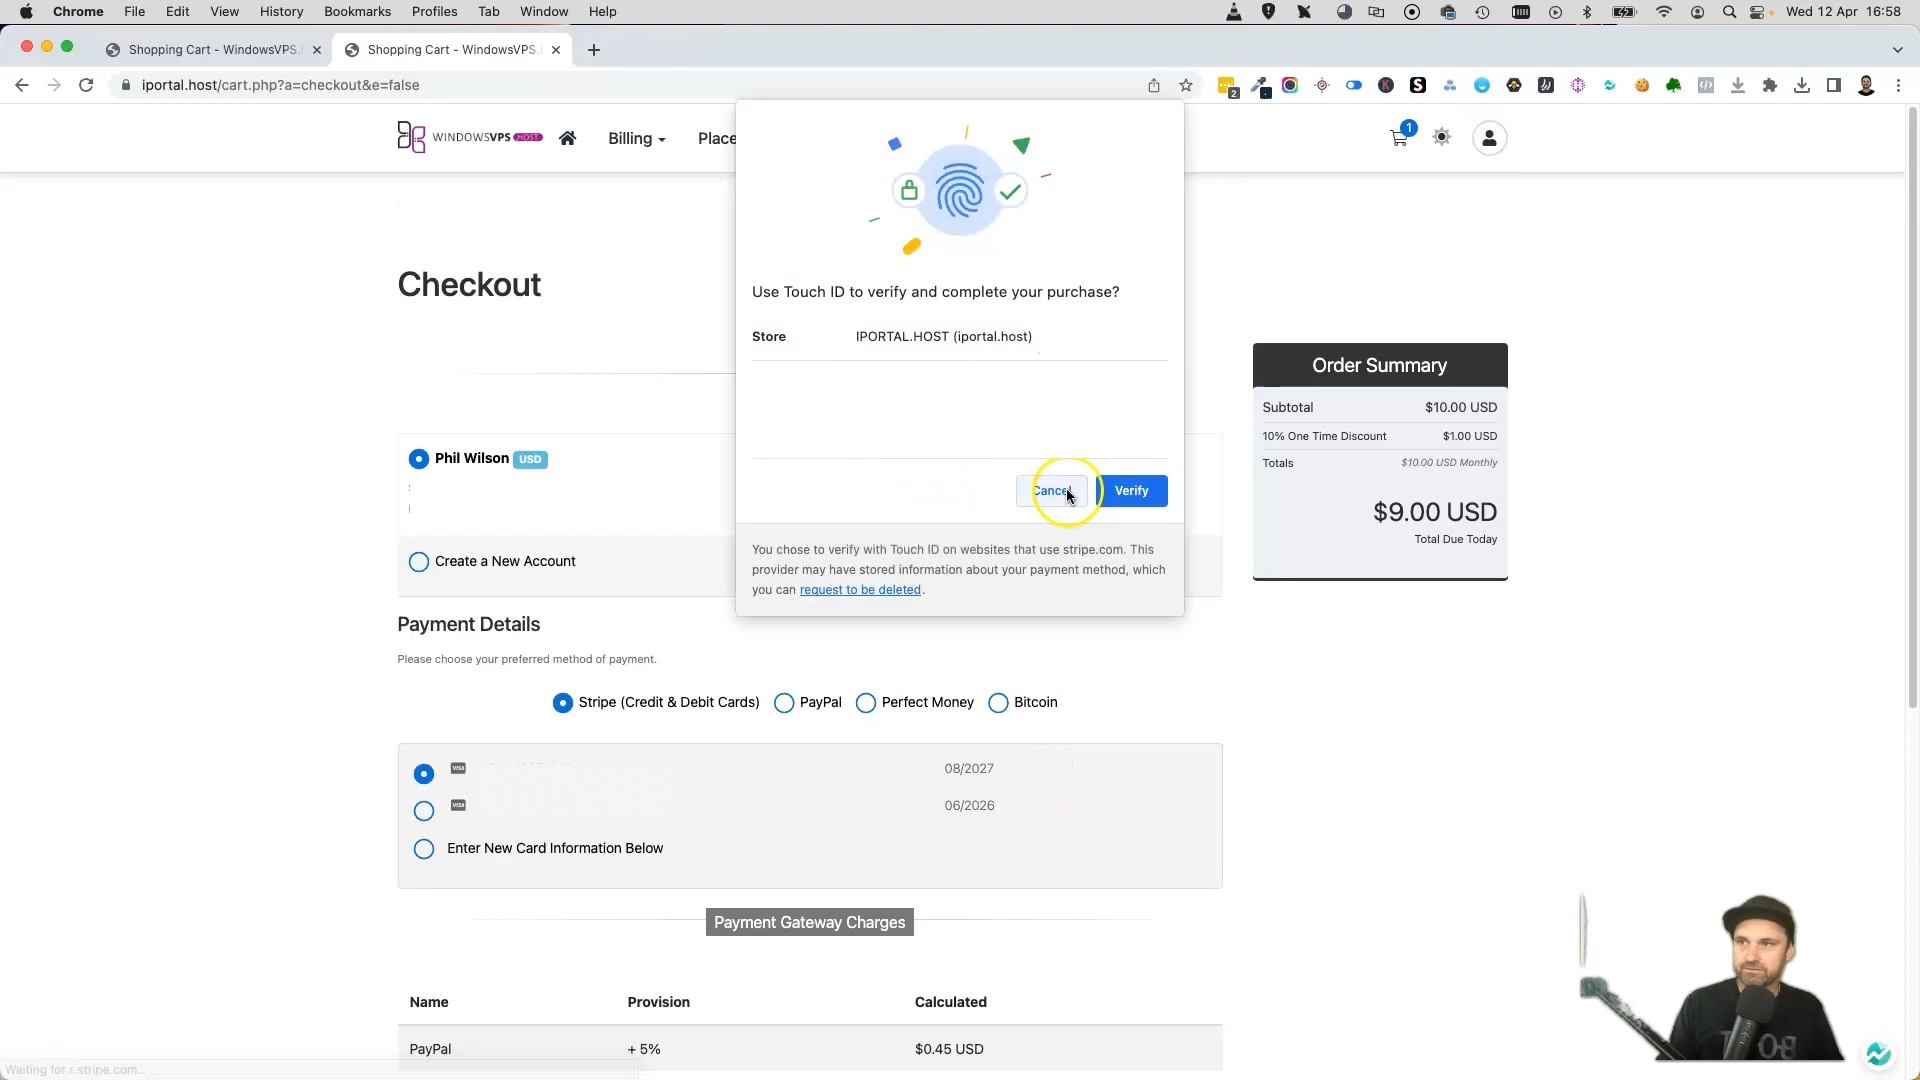 Chrome File Edit View History Bookmarks Profiles Tab Window Help Wed 12 Apr 16:58
Shopping Cart - WindowsVPS. Shopping Cart - WindowsVPS.
iportal.host/cart.php?a=checkout&e=false
2
WINDOWSVPS HOST Billing Place 1
Use Touch ID to verify and complete your purchase?
Store IPORTAL.HOST (iportal.host)
Cancel Verify
You chose to verify with Touch ID on websites that use stripe.com. This
provider may have stored information about your payment method, which
you can request to be deleted.
Checkout
Phil Wilson USD
Create a New Account
Order Summary
Subtotal $10.00 USD
10% One Time Discount $1.00 USD
Totals $10.00 USD Monthly
$9.00 USD
Total Due Today
Payment Details
Please choose your preferred method of payment.
Stripe (Credit & Debit Cards) PayPal Perfect Money Bitcoin
VISA 08/2027
VISA 06/2026
Enter New Card Information Below
Payment Gateway Charges
Name Provision Calculated
PayPal + 5% $0.45 USD
Waiting for r.stripe.com...